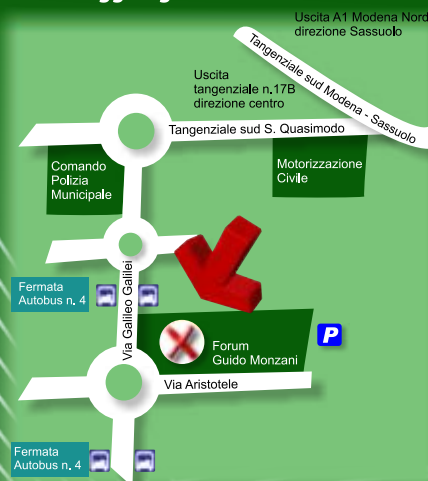 Uscita A1 Modena Nord
direzione Sassuolo
Tangenziale sud Modena - Sassuolo
Uscita
tangenziale n.17B
direzione centro
Tangenziale sud S. Quasimodo
Comando
Polizia
Municipale
Motorizzazione
Civile
Via Galileo Galilei
Fermata
Autobus n. 4
P
Forum
Guido Monzani
Via Aristotele
Fermata
Autobus n. 4